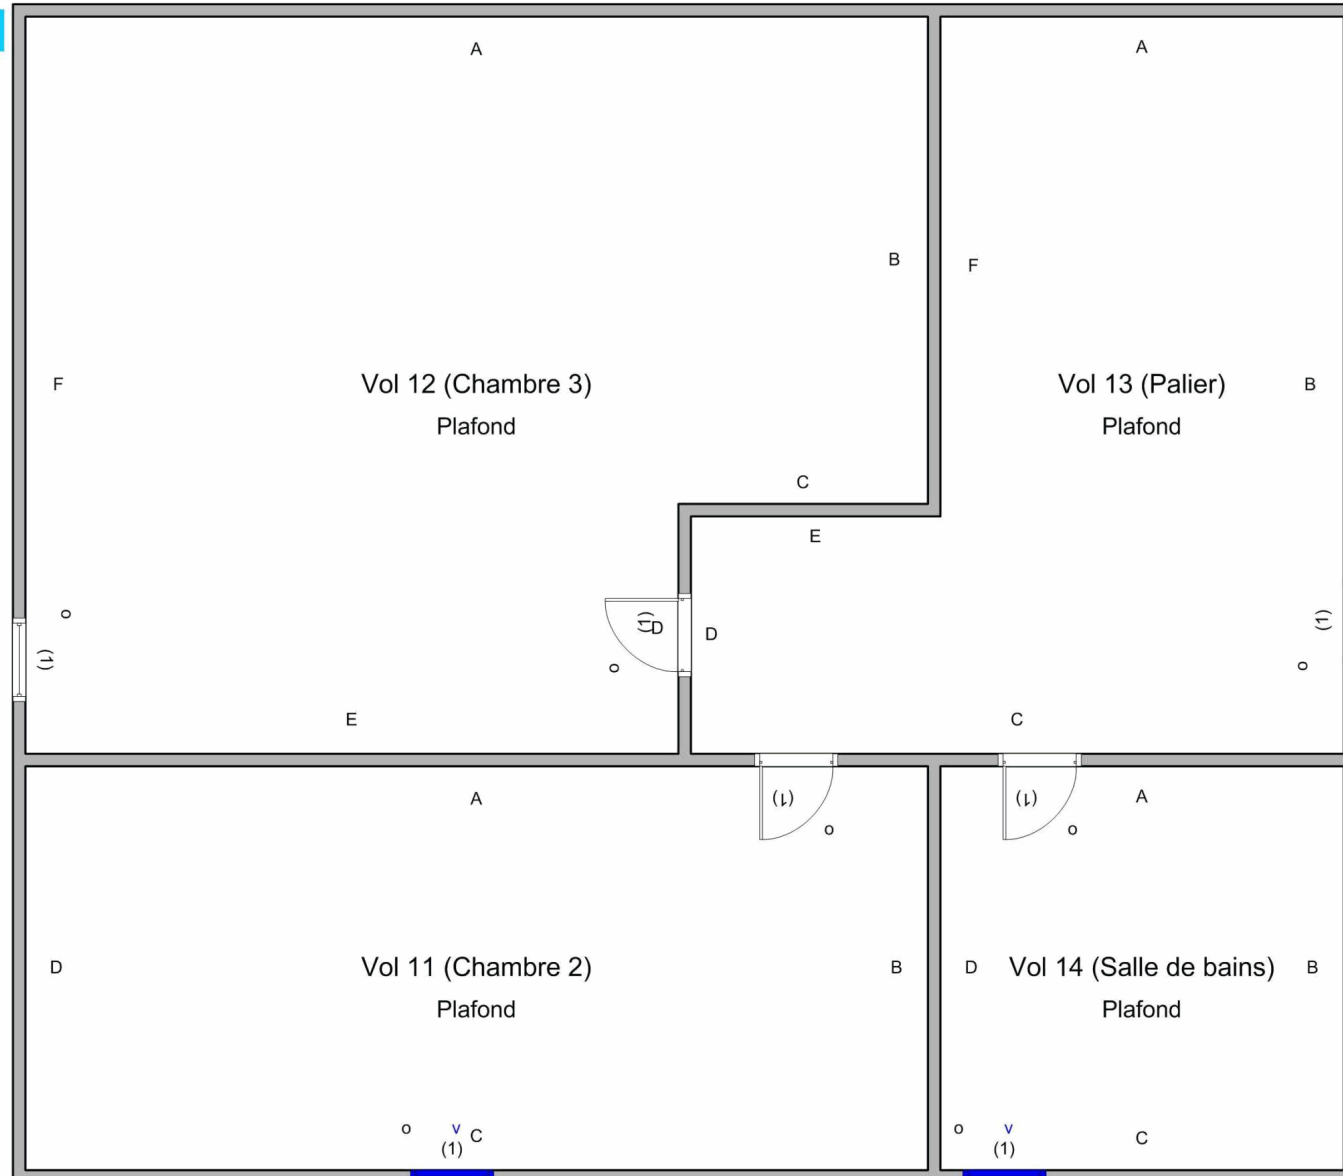 A
A
B
F
F
Vol 12 (Chambre 3)
Vol 13 (Palier)
B
Plafond
Plafond
C
E
o
(1)
D
D
(1)
(1)
o
o
E
C
A
(1)
(1)
A
o
o
D
Vol 11 (Chambre 2)
B
D
Vol 14 (Salle de bains)
B
Plafond
Plafond
o
v
C
(1)
o
v
C
(1)